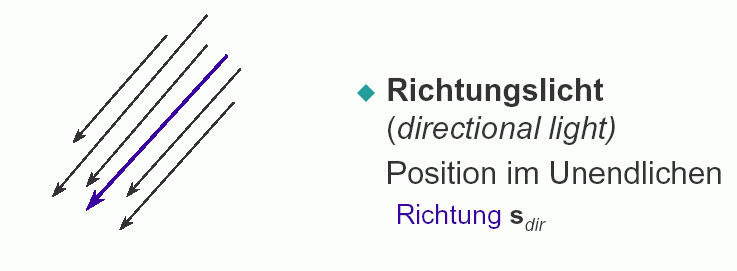 Richtungslicht
(directional light)
Position im Unendlichen
Richtung s_dir